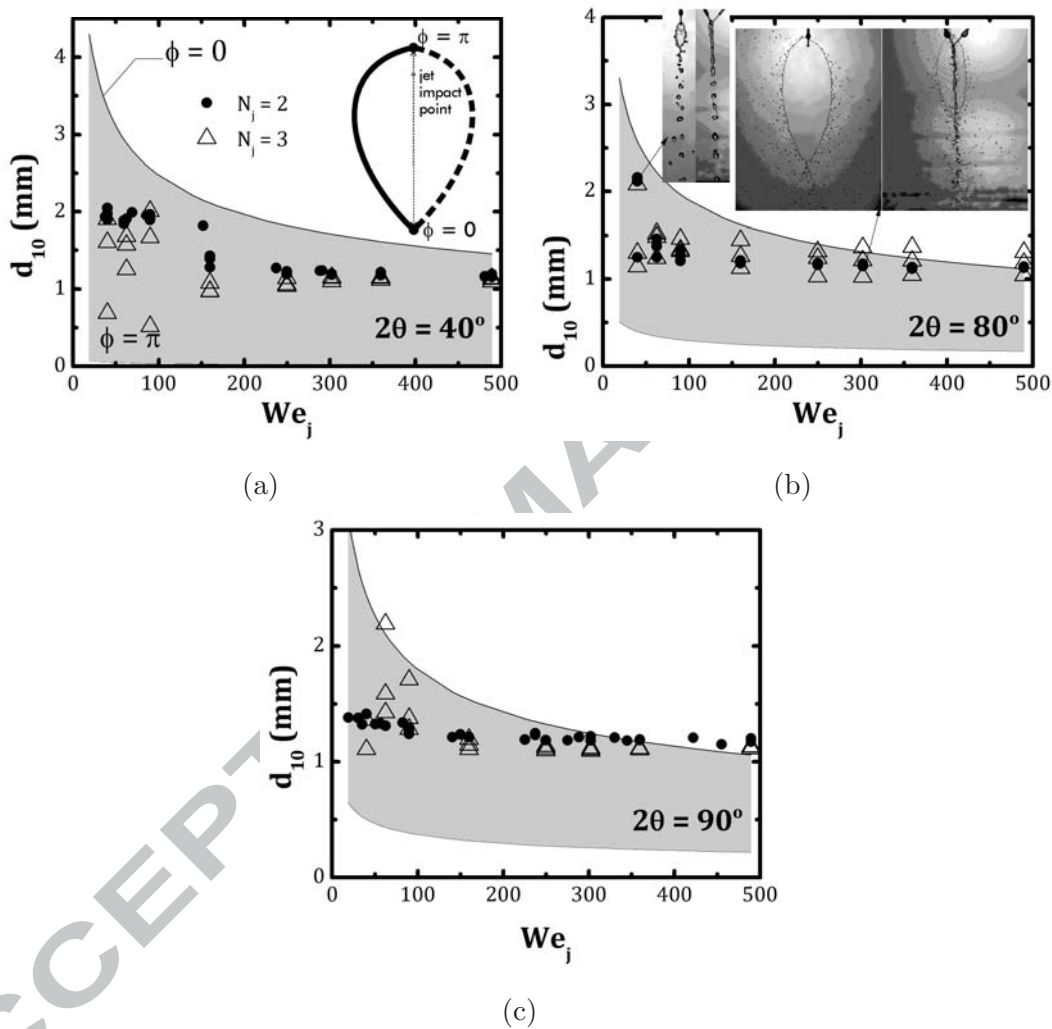 4
3
2
1
0
d10 (mm)
ϕ = 0
N_j = 2
N_j = 3
ϕ = π
jet
impact
point
ϕ = 0
ϕ = π
2θ = 40°
0 100 200 300 400 500
We_j
(a)
4
3
2
1
0
d10 (mm)
2θ = 80°
0 100 200 300 400 500
We_j
(b)
3
2
1
0
d10 (mm)
2θ = 90°
0 100 200 300 400 500
We_j
(c)